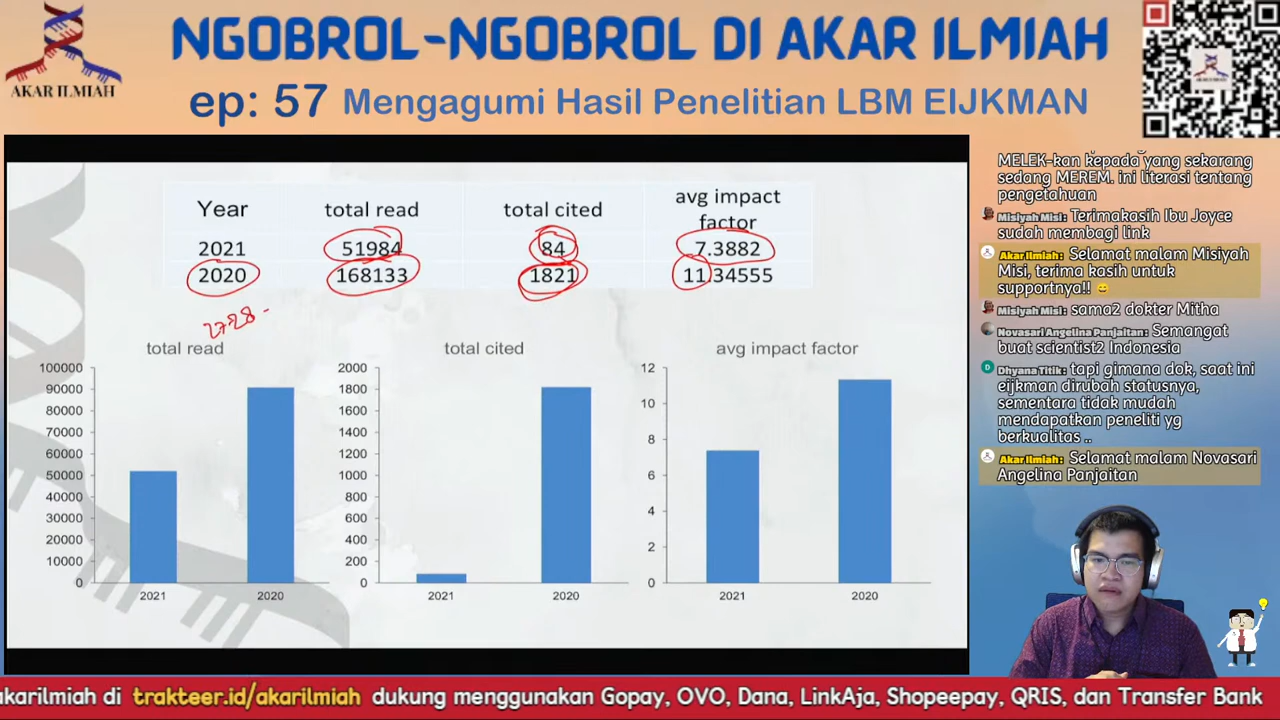 AKAR ILMIAH
NGOBROL-NGOBROL DI AKAR ILMIAH
ep: 57 Mengagumi Hasil Penelitian LBM EIJKMAN
Year total read total cited avg impact factor
2021 51984 84 7.3882
2020 168133 1821 11.34555
2728
total read
100000
90000
80000
70000
60000
50000
40000
30000
20000
10000
0
2021 2020
total cited
2000
1800
1600
1400
1200
1000
800
600
400
200
0
2021 2020
avg impact factor
12
10
8
6
4
2
0
2021 2020
MELEK-kan kepada yang sekarang
sedang MEREM. ini literasi tentang
pengetahuan
Misiyah Misi: Terimakasih Ibu Joyce
sudah membagi link
Akar Ilmiah: Selamat malam Misiyah
Misi, terima kasih untuk
supportnya!! 😄
Misiyah Misi: sama2 dokter Mitha
Novasari Angelina Panjaitan: Semangat
buat scientist2 Indonesia
D Dhyana Titik: tapi gimana dok, saat ini
eijkman dirubah statusnya,
sementara tidak mudah
mendapatkan peneliti yg
berkualitas ..
Akar Ilmiah: Selamat malam Novasari
Angelina Panjaitan
akarilmiah di trakteer.id/akarilmiah dukung menggunakan Gopay, OVO, Dana, LinkAja, Shopeepay, QRIS, dan Transfer Bank